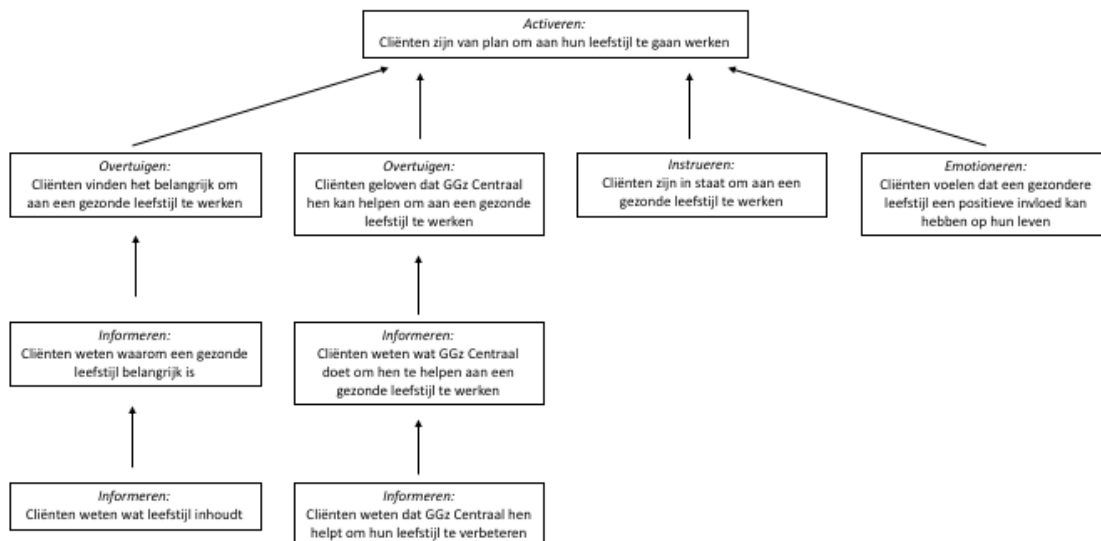 Activeren:
Cliënten zijn van plan om aan hun leefstijl te gaan werken
Overtuigen:
Cliënten vinden het belangrijk om
aan een gezonde leefstijl te werken
Overtuigen:
Cliënten geloven dat GGz Centraal
hen kan helpen om aan een gezonde
leefstijl te werken
Instrueren:
Cliënten zijn in staat om aan een
gezonde leefstijl te werken
Emotioneren:
Cliënten voelen dat een gezondere
leefstijl een positieve invloed kan
hebben op hun leven
Informeren:
Cliënten weten waarom een gezonde
leefstijl belangrijk is
Informeren:
Cliënten weten wat GGz Centraal
doet om hen te helpen aan een
gezonde leefstijl te werken
Informeren:
Cliënten weten wat leefstijl inhoudt
Informeren:
Cliënten weten dat GGz Centraal hen
helpt om hun leefstijl te verbeteren